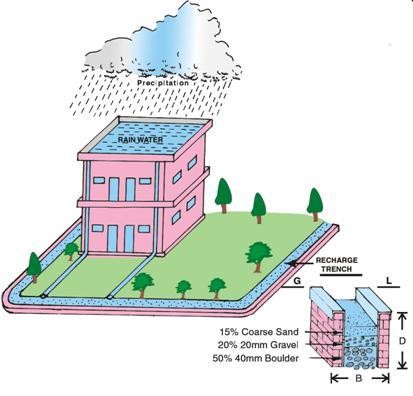 Precipitation
RAIN WATER
RECHARGE
TRENCH
G L
15% Coarse Sand
20% 20mm Gravel
50% 40mm Boulder
D
B